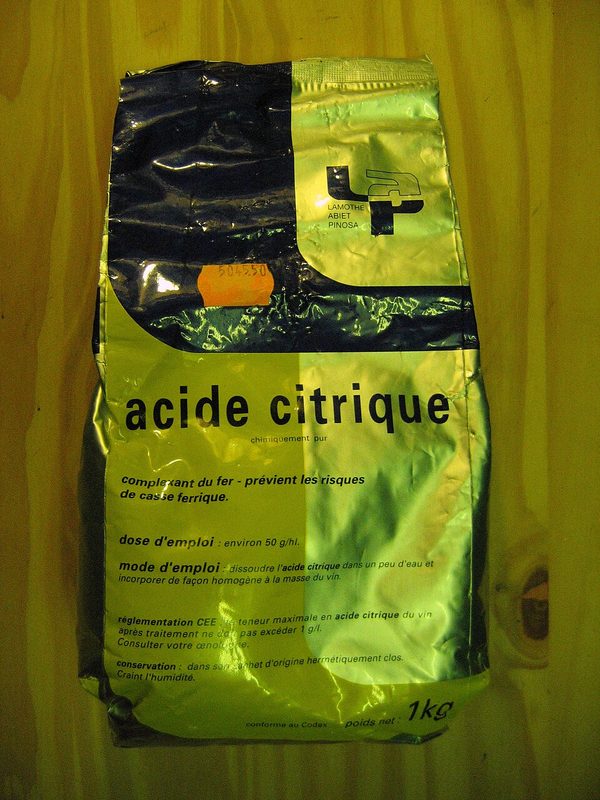 LAP
LAMOTHE
ABIET
PINOSA
504550
acide citrique
chimiquement pur
complexant du fer - prévient les risques
de casse ferrique.
dose d'emploi : environ 50 g/hl.
mode d'emploi : dissoudre l'acide citrique dans un peu d'eau et
incorporer de façon homogène à la masse du vin.
réglementation CEE : la teneur maximale en acide citrique du vin
après traitement ne doit pas excéder 1 g/l.
Consulter votre œnologue.
conservation : dans son sachet d'origine hermétiquement clos.
Craint l'humidité.
conforme au Codex poids net : 1kg